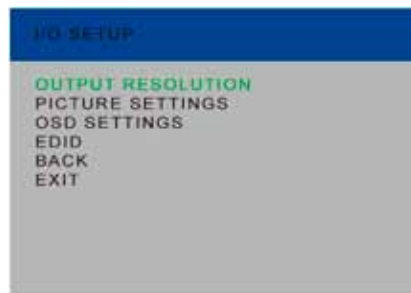 I/O SETUP
OUTPUT RESOLUTION
PICTURE SETTINGS
OSD SETTINGS
EDID
BACK
EXIT